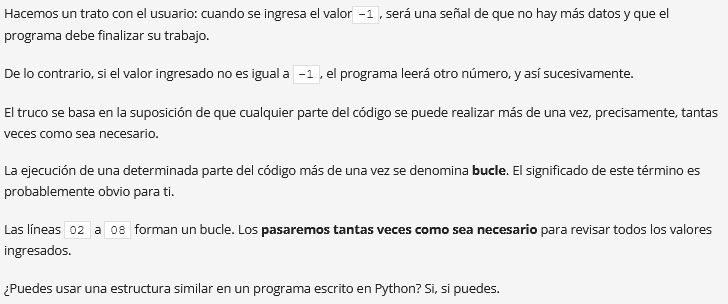 Hacemos un trato con el usuario: cuando se ingresa el valor -1 , será una señal de que no hay más datos y que el
programa debe finalizar su trabajo.
De lo contrario, si el valor ingresado no es igual a -1 , el programa leerá otro número, y así sucesivamente.
El truco se basa en la suposición de que cualquier parte del código se puede realizar más de una vez, precisamente, tantas
veces como sea necesario.
La ejecución de una determinada parte del código más de una vez se denomina bucle. El significado de este término es
probablemente obvio para ti.
Las líneas 02 a 08 forman un bucle. Los pasaremos tantas veces como sea necesario para revisar todos los valores
ingresados.
¿Puedes usar una estructura similar en un programa escrito en Python? Si, si puedes.